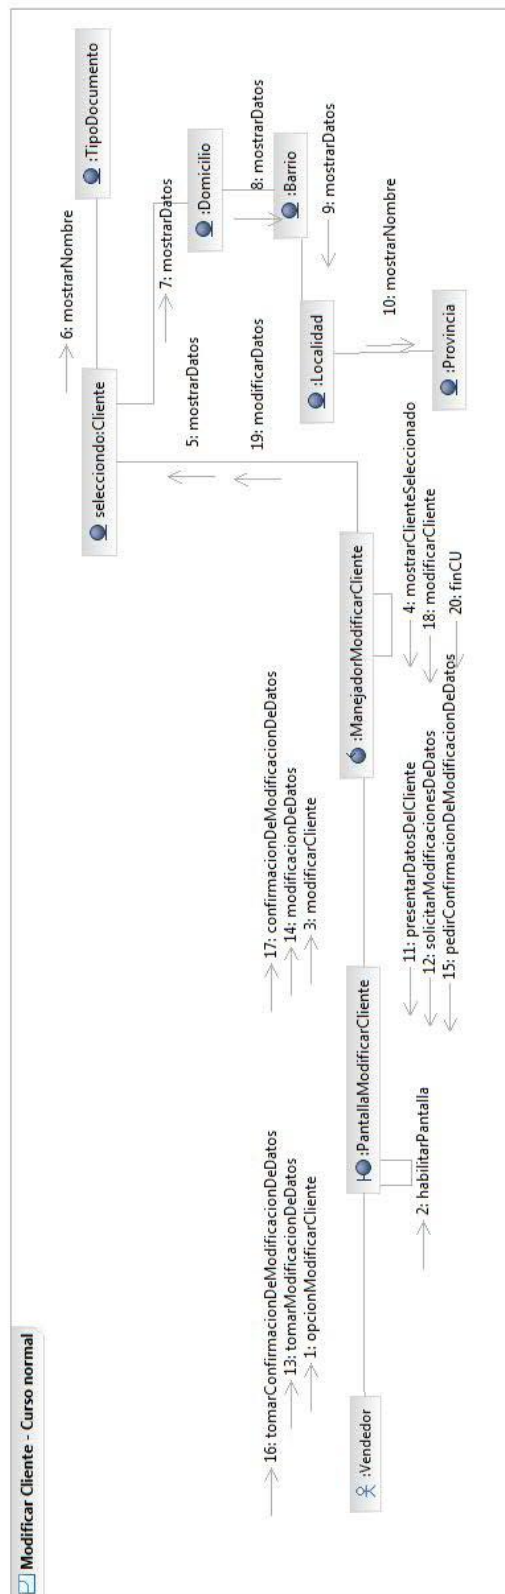 Modificar Cliente - Curso normal
:Vendedor
16: tomarConfirmacionDeModificacionDeDatos
13: tomarModificacionDeDatos
1: opcionModificarCliente
:PantallaModificarCliente
2: habilitarPantalla
17: confirmacionDeModificacionDeDatos
14: modificacionDeDatos
3: modificarCliente
11: presentarDatosDelCliente
12: solicitarModificacionesDeDatos
15: pedirConfirmacionDeModificacionDeDatos
:ManejadorModificarCliente
4: mostrarClienteSeleccionado
18: modificarCliente
20: finCU
selecciondo:Cliente
5: mostrarDatos
19: modificarDatos
6: mostrarNombre
:TipoDocumento
7: mostrarDatos
:Domicilio
8: mostrarDatos
:Barrio
9: mostrarDatos
:Localidad
10: mostrarNombre
:Provincia